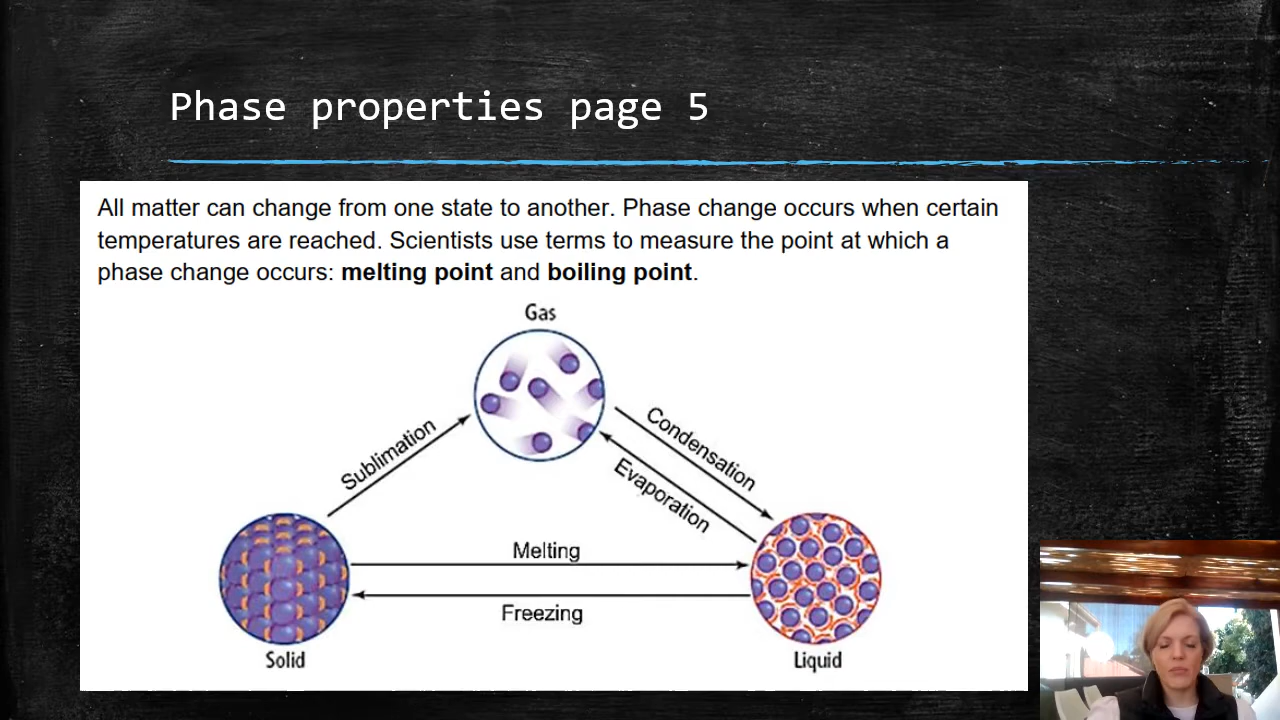 Phase properties page 5
All matter can change from one state to another. Phase change occurs when certain
temperatures are reached. Scientists use terms to measure the point at which a
phase change occurs: melting point and boiling point.
Gas
Sublimation
Condensation
Evaporation
Melting
Freezing
Solid
Liquid